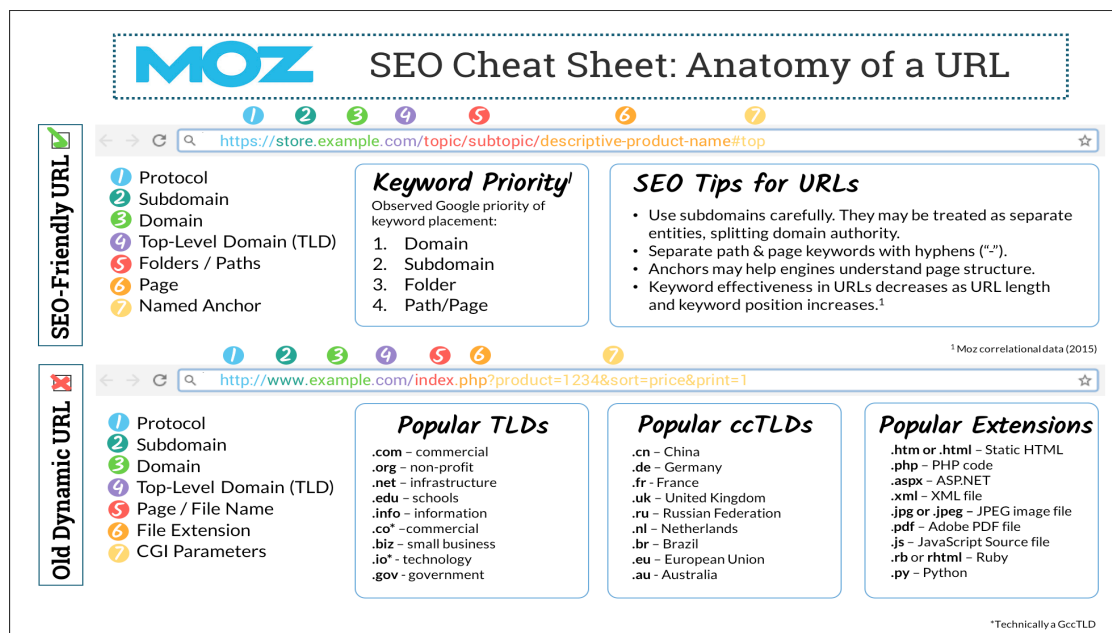 MOZ SEO Cheat Sheet: Anatomy of a URL
1 2 3 4 5 6 7
SEO-Friendly URL
https://store.example.com/topic/subtopic/descriptive-product-name#top
1 Protocol
2 Subdomain
3 Domain
4 Top-Level Domain (TLD)
5 Folders / Paths
6 Page
7 Named Anchor
Keyword Priority¹
Observed Google priority of
keyword placement:
1. Domain
2. Subdomain
3. Folder
4. Path/Page
SEO Tips for URLs
• Use subdomains carefully. They may be treated as separate
entities, splitting domain authority.
• Separate path & page keywords with hyphens (“-”).
• Anchors may help engines understand page structure.
• Keyword effectiveness in URLs decreases as URL length
and keyword position increases.¹
¹ Moz correlational data (2015)
1 2 3 4 5 6 7
Old Dynamic URL
http://www.example.com/index.php?product=1234&sort=price&print=1
1 Protocol
2 Subdomain
3 Domain
4 Top-Level Domain (TLD)
5 Page / File Name
6 File Extension
7 CGI Parameters
Popular TLDs
.com – commercial
.org – non-profit
.net – infrastructure
.edu – schools
.info – information
.co* –commercial
.biz – small business
.io* - technology
.gov - government
Popular ccTLDs
.cn – China
.de – Germany
.fr - France
.uk – United Kingdom
.ru – Russian Federation
.nl – Netherlands
.br – Brazil
.eu – European Union
.au - Australia
Popular Extensions
.htm or .html – Static HTML
.php – PHP code
.aspx – ASP.NET
.xml – XML file
.jpg or .jpeg – JPEG image file
.pdf – Adobe PDF file
.js – JavaScript Source file
.rb or rhtml – Ruby
.py – Python
*Technically a GccTLD